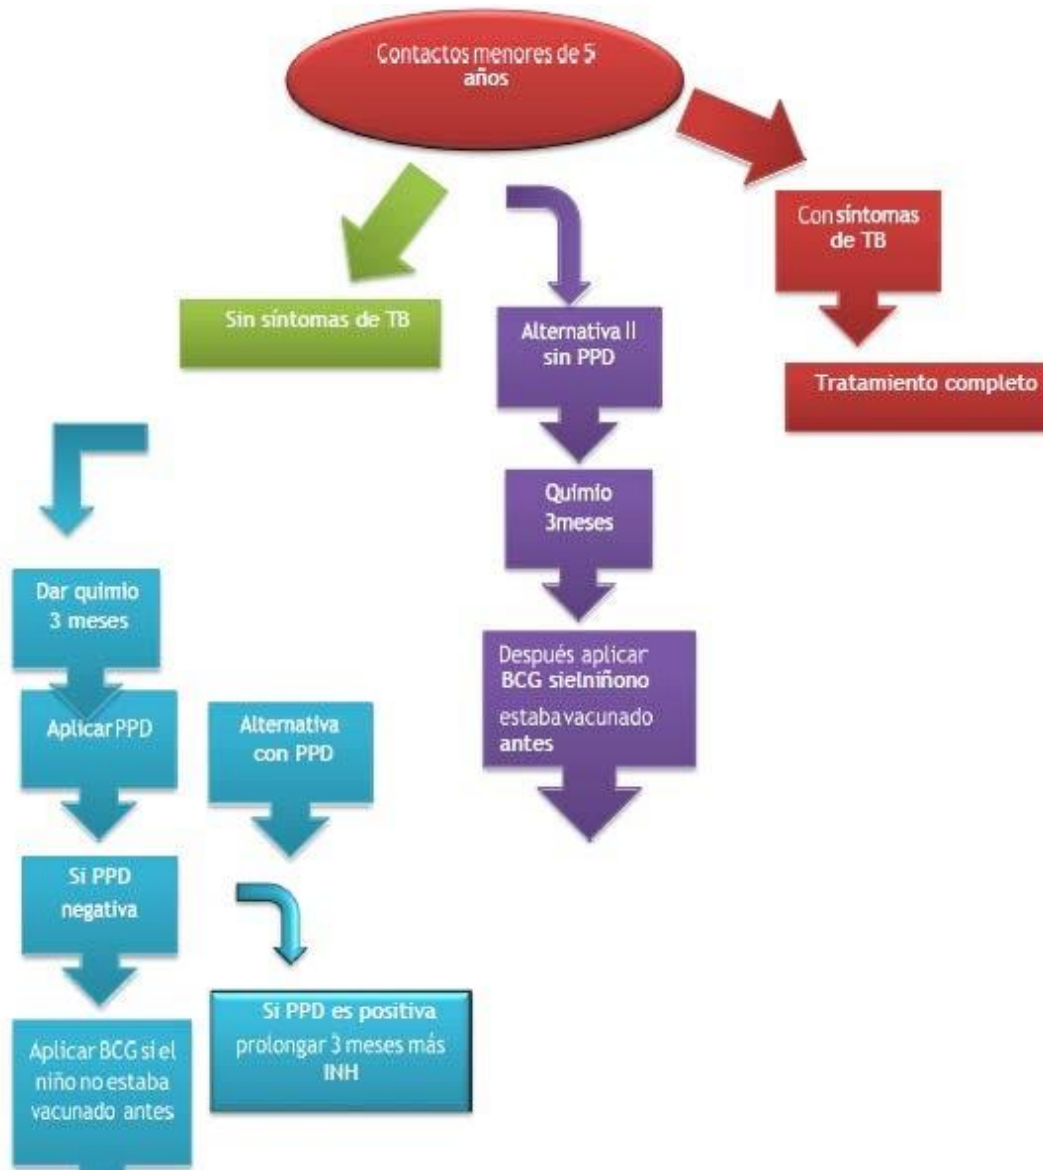 Contactos menores de 5
años
Con síntomas
de TB
Sin síntomas de TB
Alternativa II
sin PPD
Tratamiento completo
Quimio
3meses
Dar quimio
3 meses
Después aplicar
BCG sielniñono
estaba vacunado
antes
Aplicar PPD
Alternativa
con PPD
Si PPD
negativa
Si PPD es positiva
prolongar 3 meses más
INH
Aplicar BCG si el
niño no estaba
vacunado antes